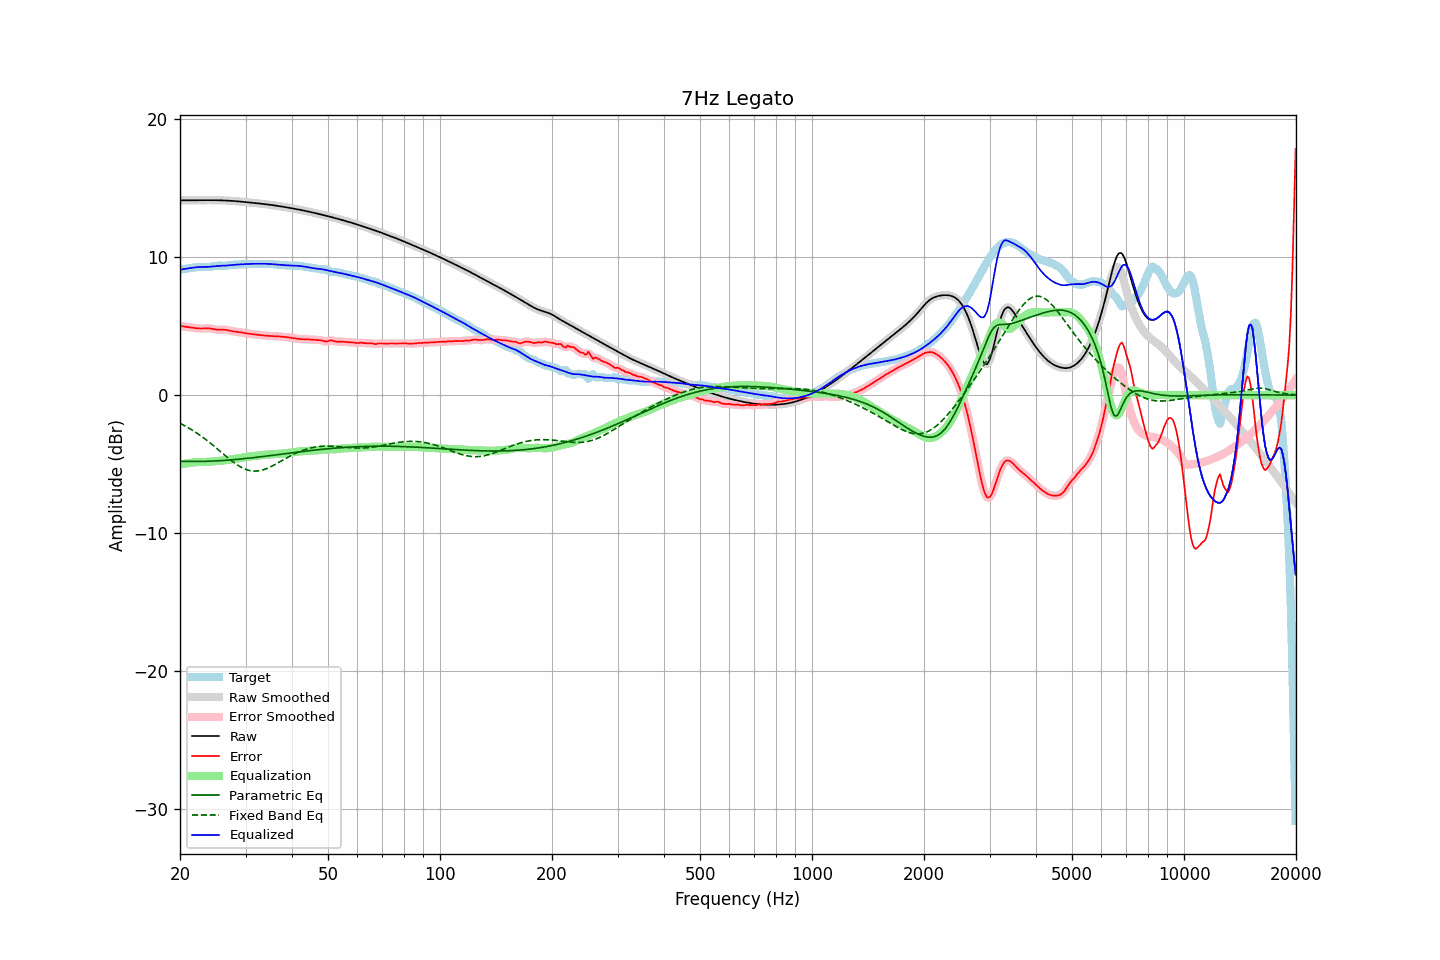 7Hz Legato
20
10
0
−10
−20
−30
Amplitude (dBr)
Target
Raw Smoothed
Error Smoothed
Raw
Error
Equalization
Parametric Eq
Fixed Band Eq
Equalized
20 50 100 200 500 1000 2000 5000 10000 20000
Frequency (Hz)